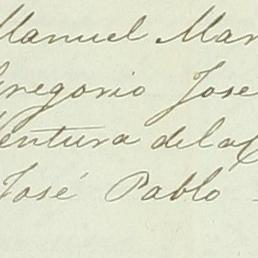 Manuel Mar
Gregorio Jose
Ventura dela C
José Pablo